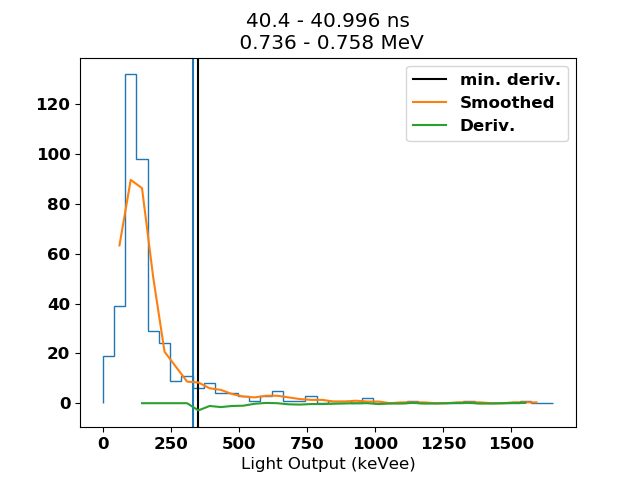 40.4 - 40.996 ns
0.736 - 0.758 MeV
min. deriv.
Smoothed
Deriv.
120
100
80
60
40
20
0
0 250 500 750 1000 1250 1500
Light Output (keVee)